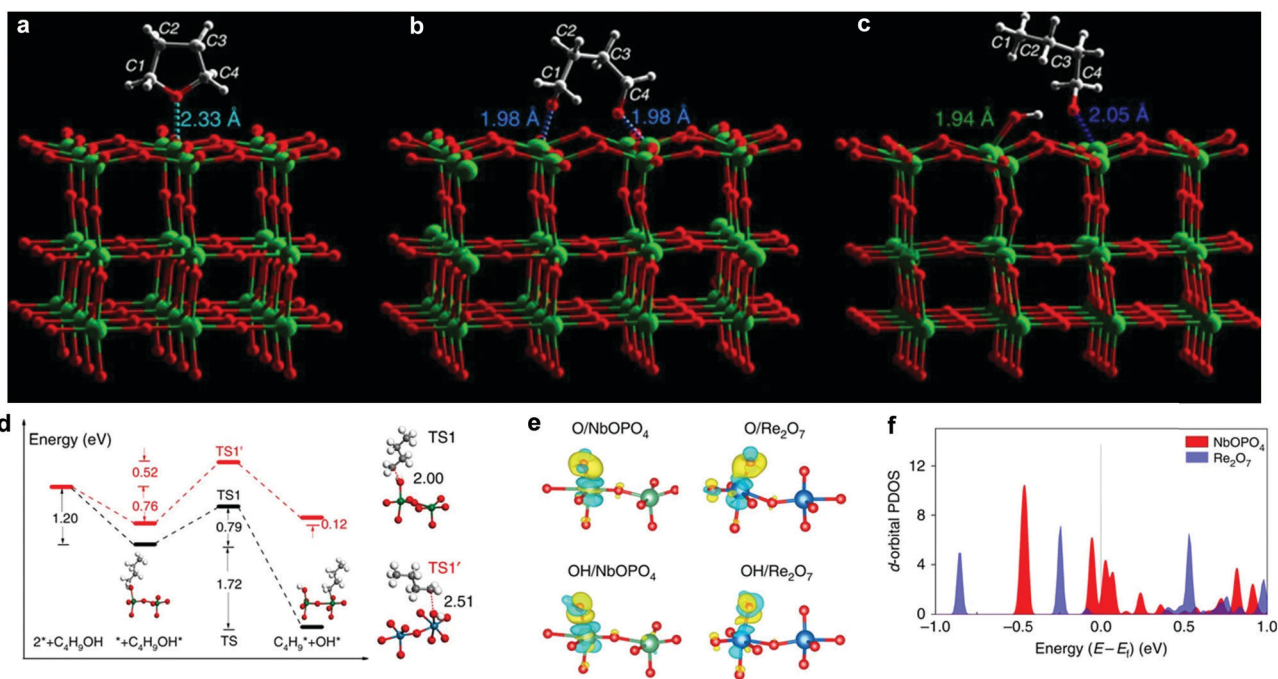 a
C2
C3
C1
C4
2.33 Å
b
C2
C3
C1
C4
1.98 Å
1.98 Å
c
C1
C2
C3
C4
1.94 Å
2.05 Å
d
Energy (eV)
TS1′
0.52
0.76
TS1
1.20
0.79
0.12
1.72
2*+C₄H₉OH
*+C₄H₉OH*
TS
C₄H₉*+OH*
TS1
2.00
TS1′
2.51
e
O/NbOPO₄
O/Re₂O₇
OH/NbOPO₄
OH/Re₂O₇
f
NbOPO₄
Re₂O₇
d-orbital PDOS
12
8
4
0
−1.0
−0.5
0.0
0.5
1.0
Energy (E−Ef) (eV)